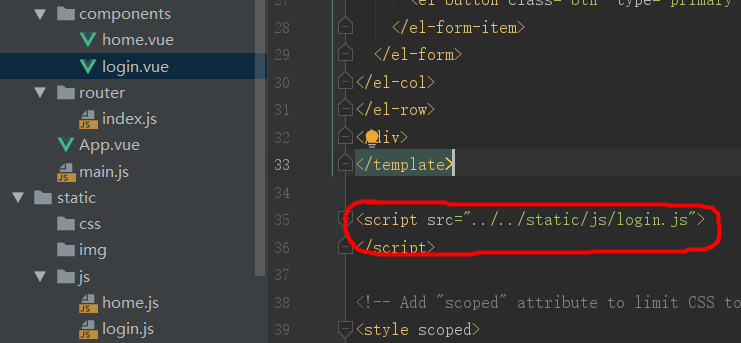 components
home.vue
login.vue
router
index.js
App.vue
main.js
static
css
img
js
home.js
login.js
27 <el-button class="btn" type="primary
28 </el-form-item>
29 </el-form>
30 </el-col>
31 </el-row>
32 </div>
33 </template>
34
35 <script src="../../static/js/login.js">
36 </script>
37
38 <!-- Add "scoped" attribute to limit CSS to
39 <style scoped>